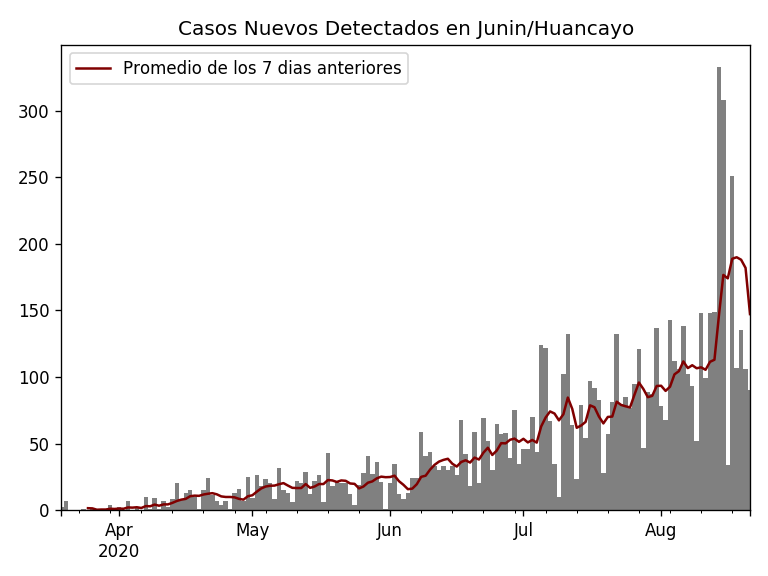 Casos Nuevos Detectados en Junin/Huancayo
Promedio de los 7 dias anteriores
300
250
200
150
100
50
0
Apr
2020
May
Jun
Jul
Aug